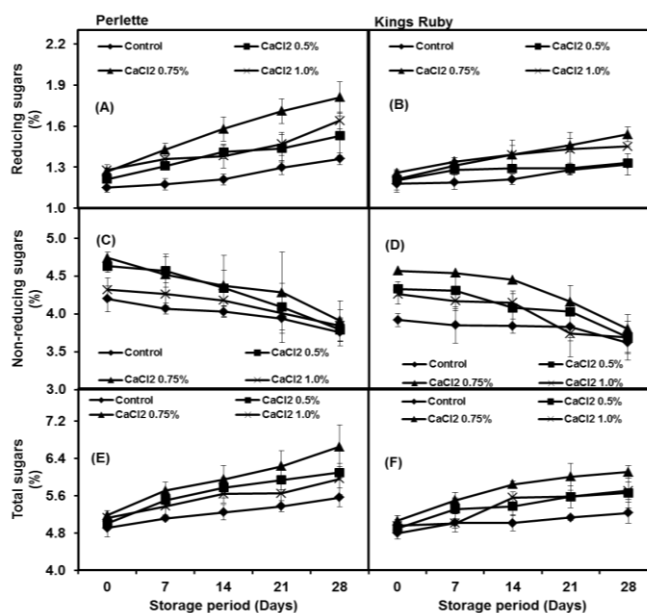 Perlette Kings Ruby
2.2
1.9
1.6
1.3
1.0
Reducing sugars
(%)
Control CaCl2 0.5%
CaCl2 0.75% CaCl2 1.0%
(A)
Control CaCl2 0.5%
CaCl2 0.75% CaCl2 1.0%
(B)
5.0
4.5
4.0
3.5
3.0
Non-reducing sugars
(%)
(C)
Control CaCl2 0.5%
CaCl2 0.75% CaCl2 1.0%
(D)
Control CaCl2 0.5%
CaCl2 0.75% CaCl2 1.0%
7.2
6.4
5.6
4.8
4.0
Total sugars
(%)
Control CaCl2 0.5%
CaCl2 0.75% CaCl2 1.0%
(E)
Control CaCl2 0.5%
CaCl2 0.75% CaCl2 1.0%
(F)
0 7 14 21 28
Storage period (Days)
0 7 14 21 28
Storage period (Days)